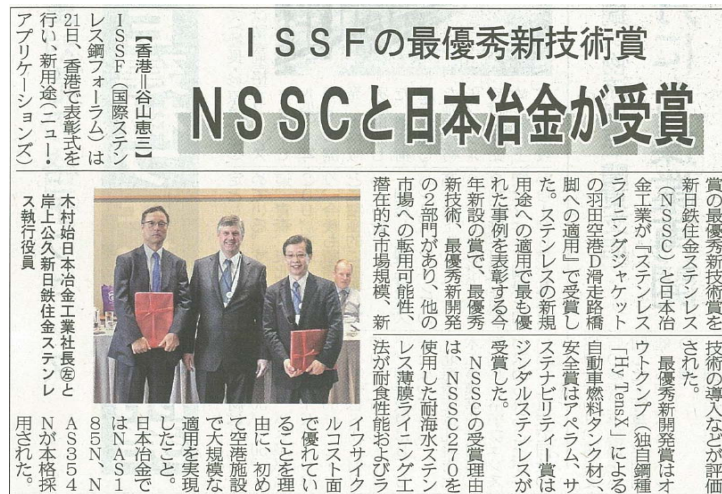 ISSFの最優秀新技術賞
NSSCと日本冶金が受賞
【香港＝谷山恵三】
ISSF（国際ステン
レス鋼フォーラム）は
21日、香港で表彰式を
行い、新用途（ニュー・
アプリケーションズ）
賞の最優秀新技術賞を
新日鉄住金ステンレス
（NSSC）と日本冶
金工業が『ステンレス
ライニングジャケット
の羽田空港D滑走路橋
脚への適用』で受賞し
た。ステンレスの新規
用途への適用で最も優
れた事例を表彰する今
年新設の賞で、最優秀
新技術、最優秀新開発
の2部門があり、他の
市場への転用可能性、
潜在的な市場規模、新
技術の導入などが評価
された。
最優秀新開発賞はオ
ウトクンプ（独自鋼種
「Hy TensX」による
自動車燃料タンク材）、
安全賞はアペラム、サ
ステナビリティー賞は
ジンダルステンレスが
受賞した。
NSSCの受賞理由
は、NSSC270を
使用した耐海水ステン
レス薄膜ライニング工
法が耐食性能およびラ
イフサイク
ルコスト面
で優れてい
ることを理
由に、初め
て空港施設
で大規模な
適用を実現
したこと。
日本冶金で
はNAS1
85N、N
AS354
Nが本格採
用された。
木村始日本冶金工業社長㊧と
岸上公久新日鉄住金ステンレ
ス執行役員